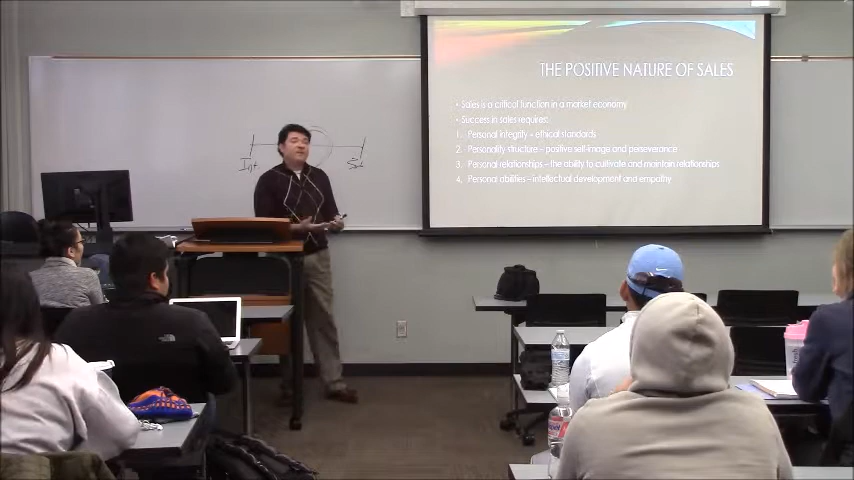 THE POSITIVE NATURE OF SALES
• Sales is a critical function in a market economy
• Success in sales requires:
1. Personal integrity – ethical standards
2. Personality structure – positive self-image and perseverance
3. Personal relationships – the ability to cultivate and maintain relationships
4. Personal abilities – intellectual development and empathy